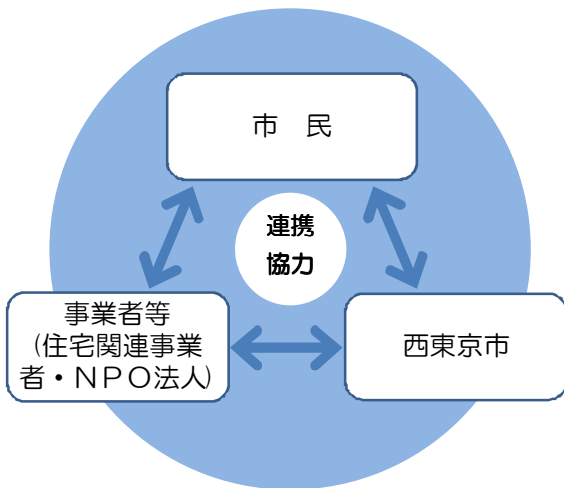 市　民
連携
協力
事業者等
(住宅関連事業
者・ＮＰＯ法人)
西東京市